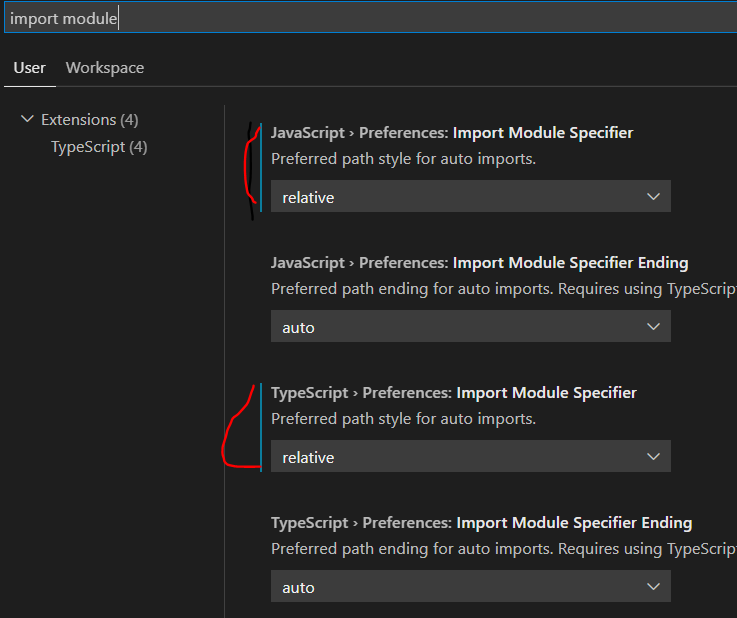 import module
User Workspace
Extensions (4)
TypeScript (4)
JavaScript › Preferences: Import Module Specifier
Preferred path style for auto imports.
relative
JavaScript › Preferences: Import Module Specifier Ending
Preferred path ending for auto imports. Requires using TypeScrip
auto
TypeScript › Preferences: Import Module Specifier
Preferred path style for auto imports.
relative
TypeScript › Preferences: Import Module Specifier Ending
Preferred path ending for auto imports. Requires using TypeScrip
auto